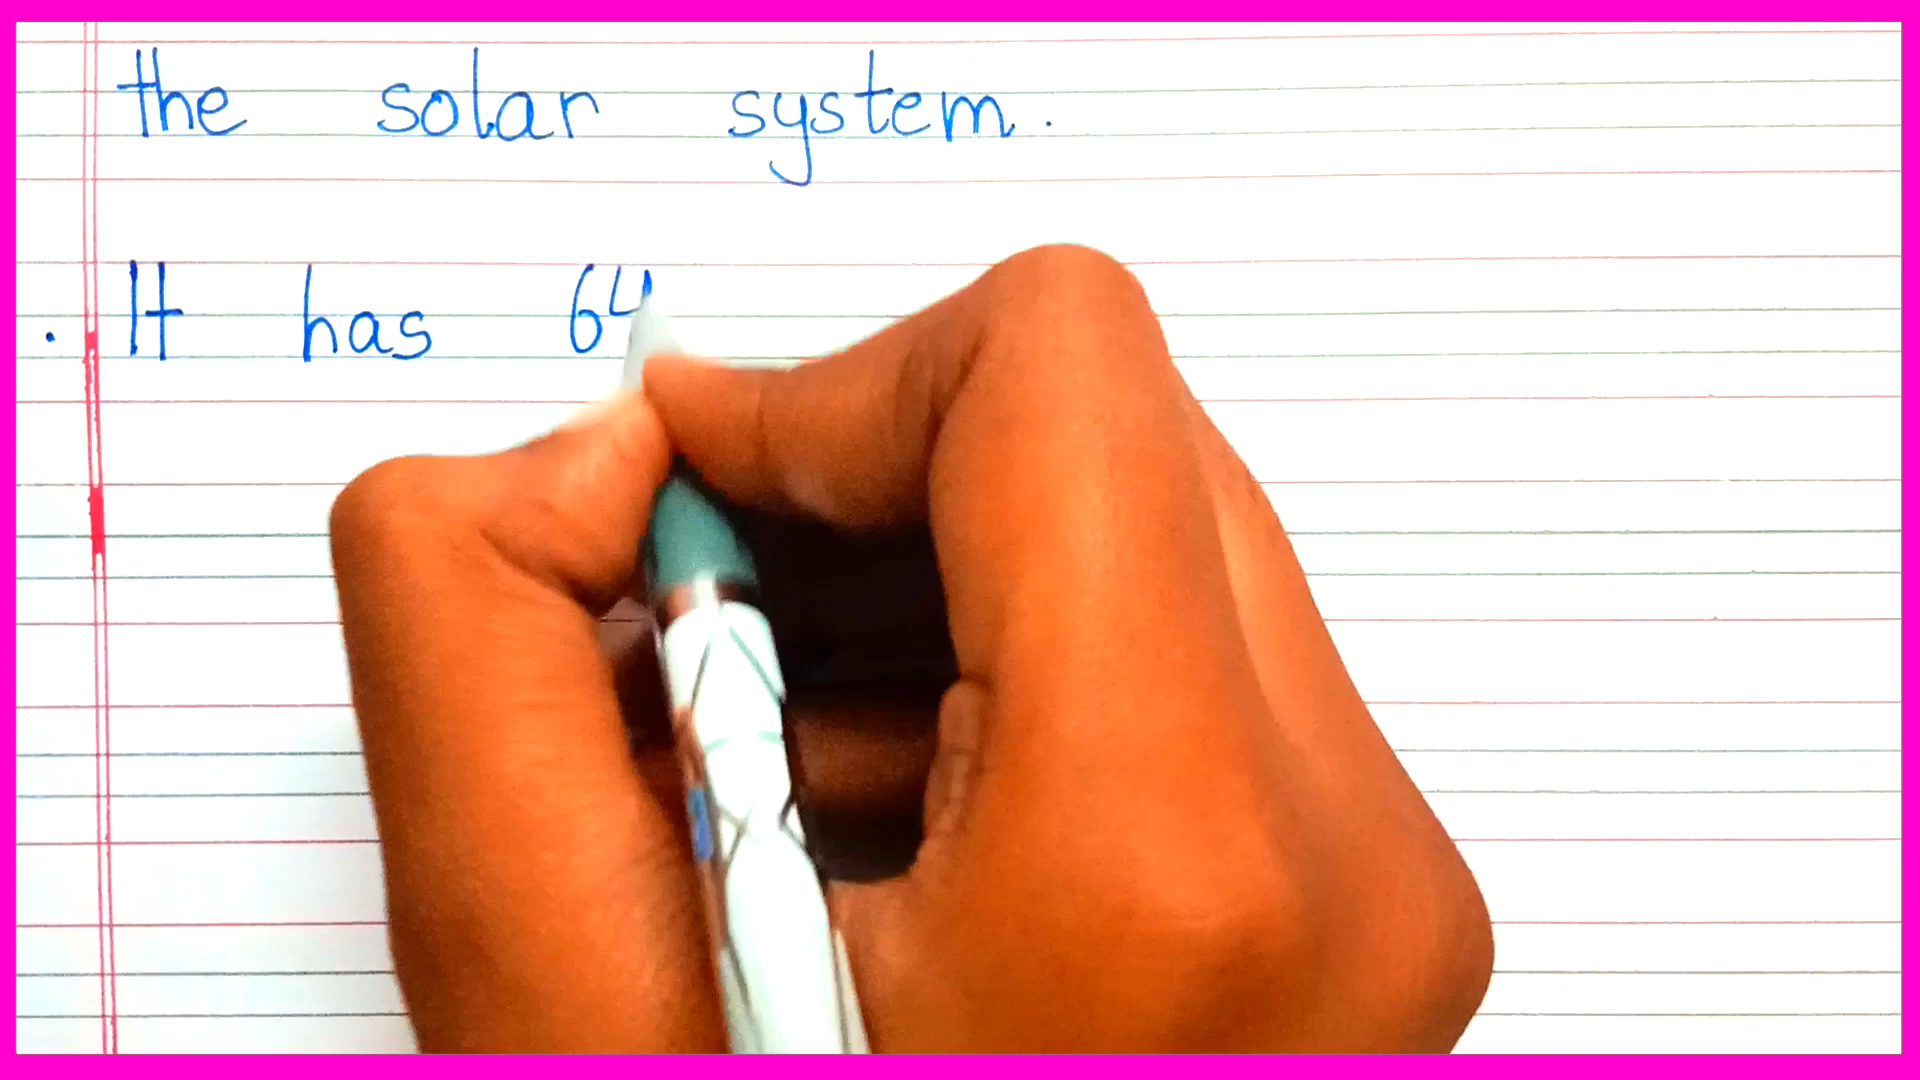 the solar system.
. It has 64